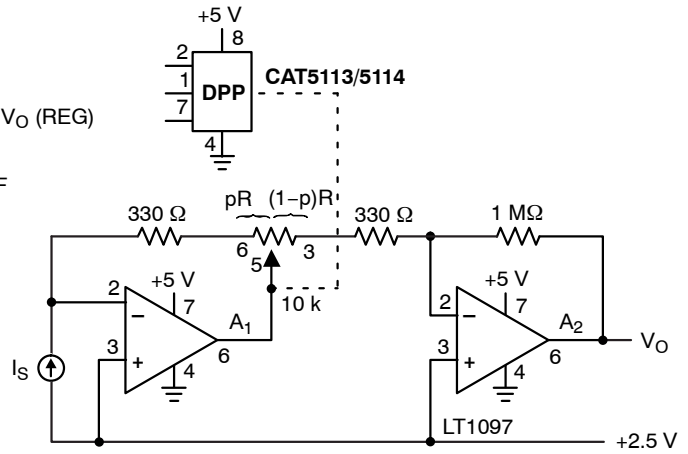 +5 V
8
2
1
7
DPP
CAT5113/5114
V_O (REG)
4
F
pR (1−p)R
330 Ω
330 Ω
1 MΩ
6
5
3
10 k
+5 V
7
2
−
3
+
A_1
6
4
I_S
+5 V
7
2
−
3
+
A_2
6
4
V_O
LT1097
+2.5 V